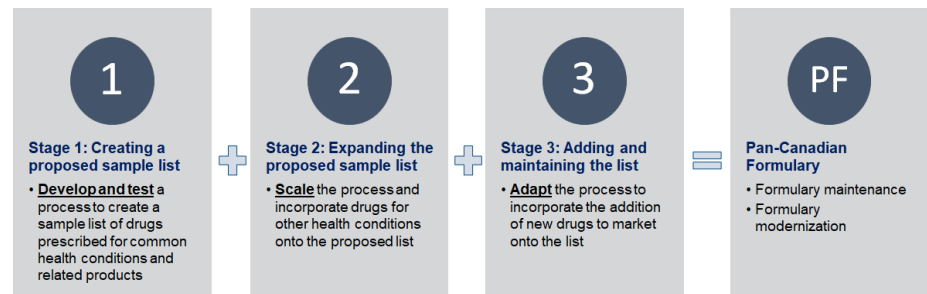 1
Stage 1: Creating a
proposed sample list
• Develop and test a
process to create a
sample list of drugs
prescribed for common
health conditions and
related products
2
Stage 2: Expanding the
proposed sample list
• Scale the process and
incorporate drugs for
other health conditions
onto the proposed list
3
Stage 3: Adding and
maintaining the list
• Adapt the process to
incorporate the addition
of new drugs to market
onto the list
PF
Pan-Canadian
Formulary
• Formulary maintenance
• Formulary
modernization